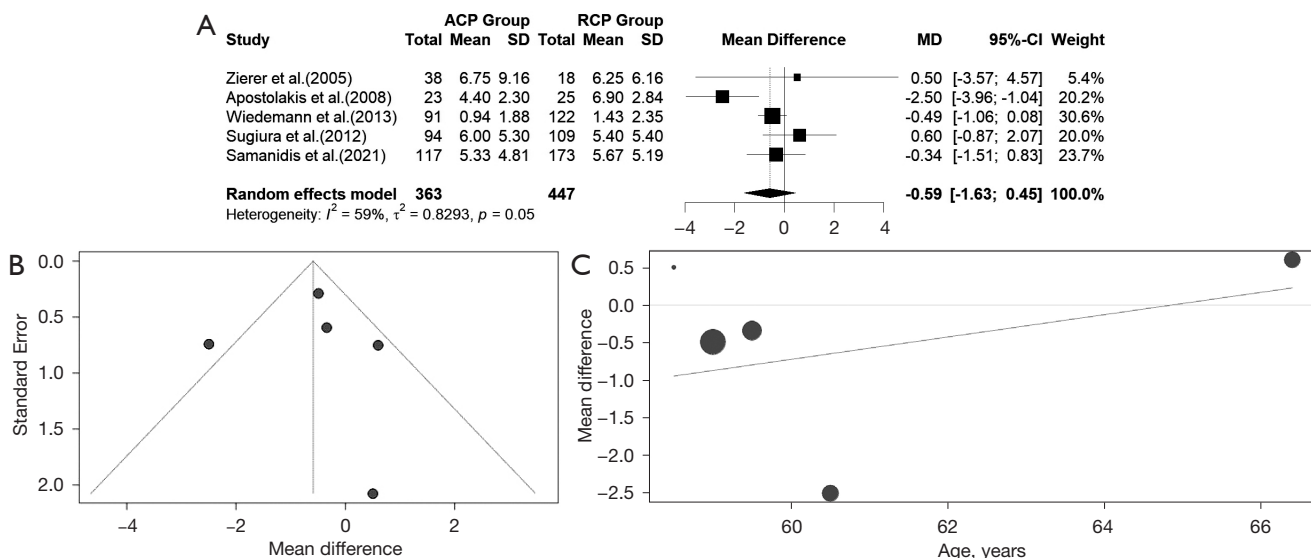 A
ACP Group RCP Group
Study Total Mean SD Total Mean SD Mean Difference MD 95%-CI Weight
Zierer et al.(2005) 38 6.75 9.16 18 6.25 6.16 0.50 [-3.57; 4.57] 5.4%
Apostolakis et al.(2008) 23 4.40 2.30 25 6.90 2.84 -2.50 [-3.96; -1.04] 20.2%
Wiedemann et al.(2013) 91 0.94 1.88 122 1.43 2.35 -0.49 [-1.06; 0.08] 30.6%
Sugiura et al.(2012) 94 6.00 5.30 109 5.40 5.40 0.60 [-0.87; 2.07] 20.0%
Samanidis et al.(2021) 117 5.33 4.81 173 5.67 5.19 -0.34 [-1.51; 0.83] 23.7%
Random effects model 363 447 -0.59 [-1.63; 0.45] 100.0%
Heterogeneity: I² = 59%, τ² = 0.8293, p = 0.05
−4 −2 0 2 4
B
Standard Error
0.0
0.5
1.0
1.5
2.0
−4 −2 0 2
Mean difference
C
Mean difference
0.5
0.0
−0.5
−1.0
−1.5
−2.0
−2.5
60 62 64 66
Age, years